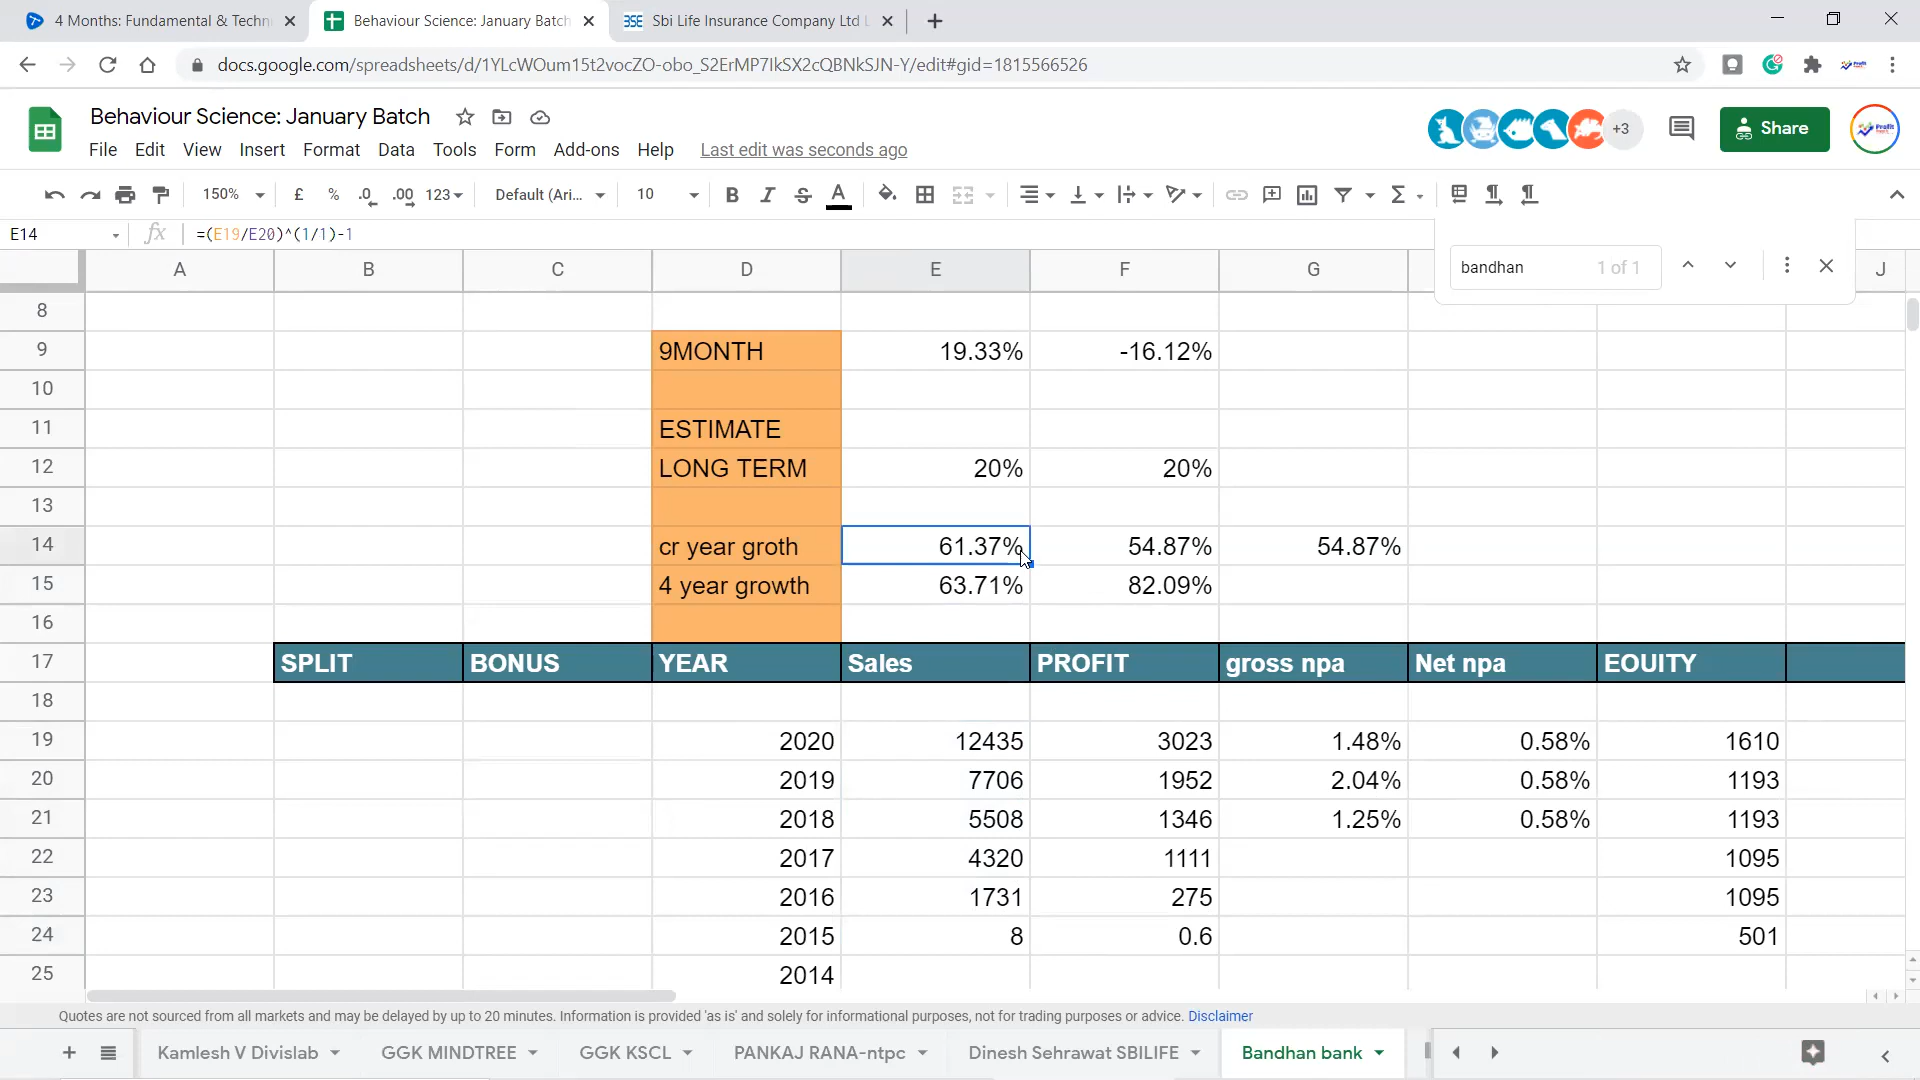 4 Months: Fundamental & Techn
Behaviour Science: January Batch
BSE Sbi Life Insurance Company Ltd L
docs.google.com/spreadsheets/d/1YLcWOum15t2vocZO-obo_S2ErMP7IkSX2cQBNkSJN-Y/edit#gid=1815566526
Behaviour Science: January Batch
+3
Share
File Edit View Insert Format Data Tools Form Add-ons Help Last edit was seconds ago
150% £ % .0 .00 123 Default (Ari... 10 B I S A Σ
E14 fx =(E19/E20)^(1/1)-1
bandhan 1 of 1
A B C D E F G J
8
9 9MONTH 19.33% -16.12%
10
11 ESTIMATE
12 LONG TERM 20% 20%
13
14 cr year groth 61.37% 54.87% 54.87%
15 4 year growth 63.71% 82.09%
16
17 SPLIT BONUS YEAR Sales PROFIT gross npa Net npa EOUITY
18
19 2020 12435 3023 1.48% 0.58% 1610
20 2019 7706 1952 2.04% 0.58% 1193
21 2018 5508 1346 1.25% 0.58% 1193
22 2017 4320 1111 1095
23 2016 1731 275 1095
24 2015 8 0.6 501
25 2014
Quotes are not sourced from all markets and may be delayed by up to 20 minutes. Information is provided 'as is' and solely for informational purposes, not for trading purposes or advice. Disclaimer
Kamlesh V Divislab GGK MINDTREE GGK KSCL PANKAJ RANA-ntpc Dinesh Sehrawat SBILIFE Bandhan bank